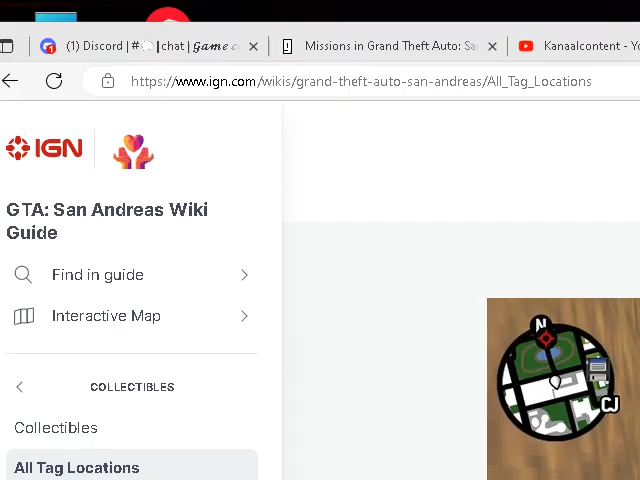 (1) Discord | #💭┃chat | 𝓖𝓪𝓶𝓮 𝓬
Missions in Grand Theft Auto: Sa
Kanaalcontent - Yo
https://www.ign.com/wikis/grand-theft-auto-san-andreas/All_Tag_Locations
IGN
GTA: San Andreas Wiki
Guide
Find in guide
Interactive Map
COLLECTIBLES
Collectibles
All Tag Locations
N
CJ